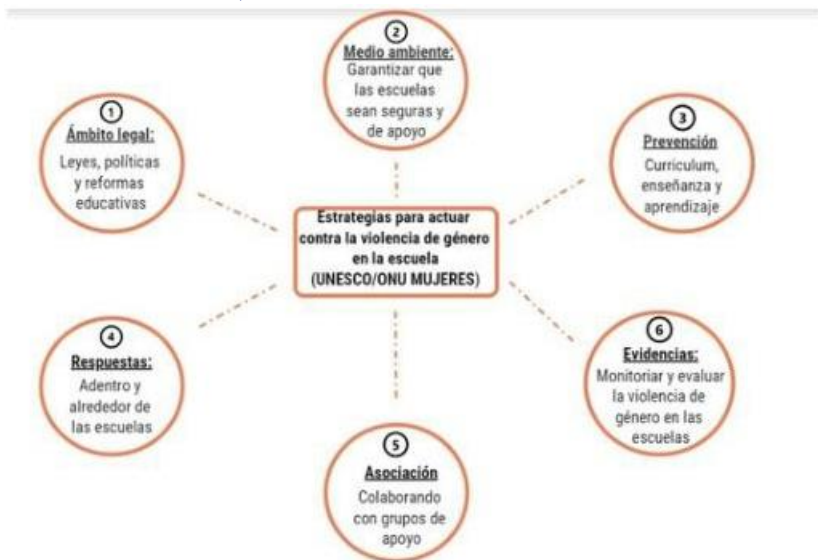 Estrategias para actuar
contra la violencia de género
en la escuela
(UNESCO/ONU MUJERES)
1
Ámbito legal:
Leyes, políticas
y reformas
educativas
2
Medio ambiente:
Garantizar que
las escuelas
sean seguras y
de apoyo
3
Prevención
Curriculum,
enseñanza y
aprendizaje
4
Respuestas:
Adentro y
alrededor de
las escuelas
5
Asociación
Colaborando
con grupos de
apoyo
6
Evidencias:
Monitoriar y evaluar
la violencia de
género en las
escuelas